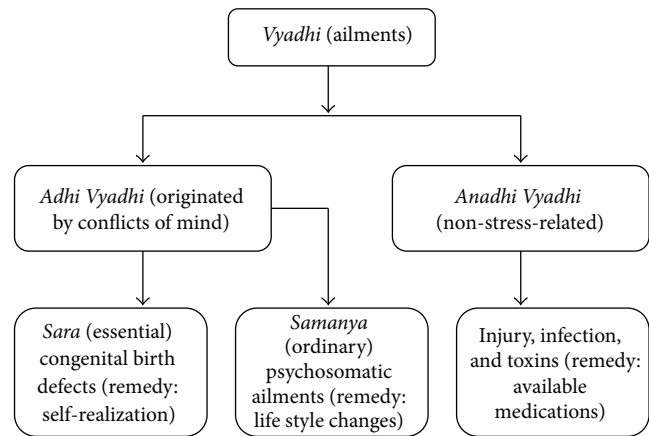 Vyadhi (ailments)
Adhi Vyadhi (originated
by conflicts of mind)
Anadhi Vyadhi
(non-stress-related)
Sara (essential)
congenital birth
defects (remedy:
self-realization)
Samanya
(ordinary)
psychosomatic
ailments (remedy:
life style changes)
Injury, infection,
and toxins (remedy:
available
medications)